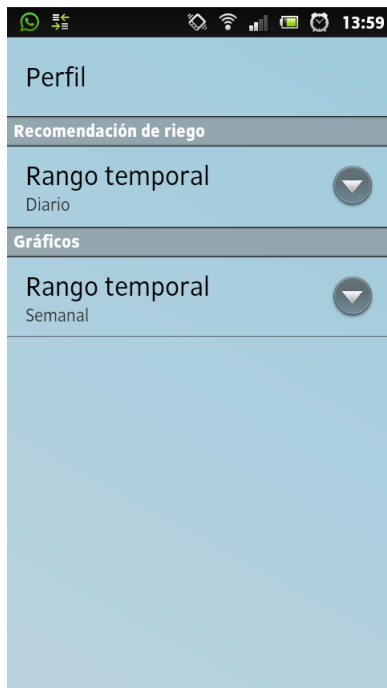 13:59
Perfil
Recomendación de riego
Rango temporal
Diario
Gráficos
Rango temporal
Semanal